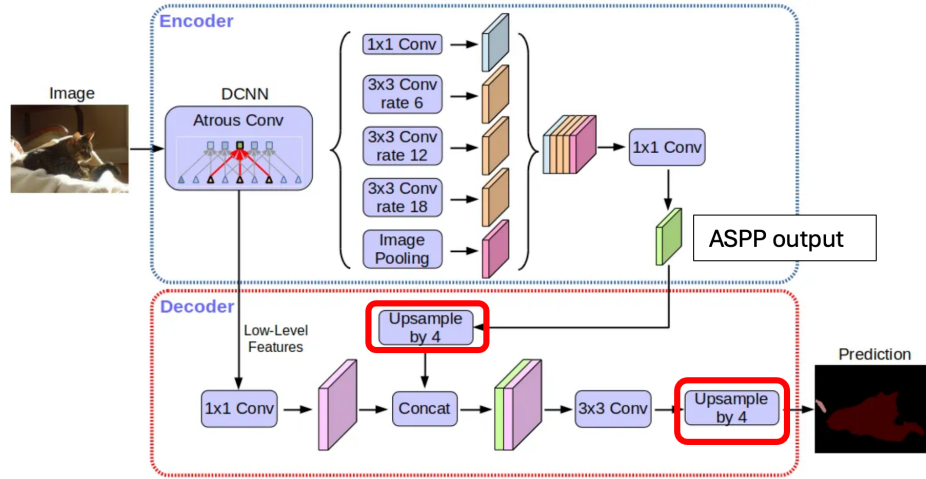 Encoder
Image
DCNN
Atrous Conv
1x1 Conv
3x3 Conv
rate 6
3x3 Conv
rate 12
3x3 Conv
rate 18
Image
Pooling
1x1 Conv
ASPP output
Decoder
Low-Level
Features
Upsample
by 4
1x1 Conv
Concat
3x3 Conv
Upsample
by 4
Prediction